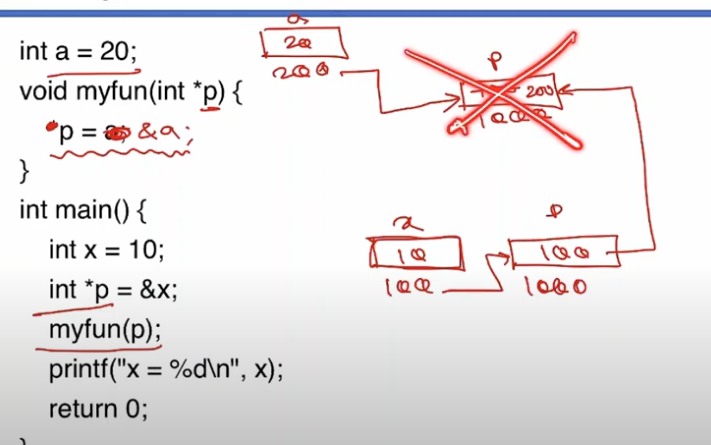 int a = 20;
void myfun(int *p) {
*p = &a;
}
int main() {
int x = 10;
int *p = &x;
myfun(p);
printf("x = %d\n", x);
return 0;
a
20
200
p
200
1000
x
10
100
p
100
1000